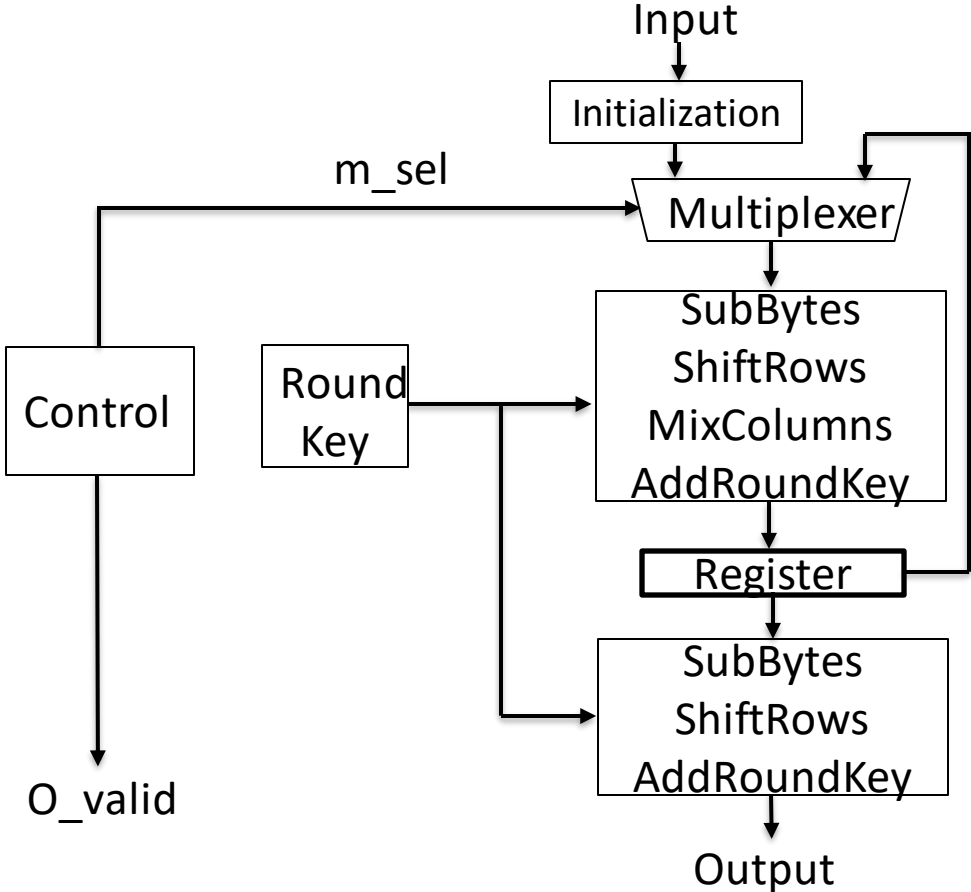 Input
Initialization
m_sel
Multiplexer
SubBytes
ShiftRows
MixColumns
AddRoundKey
Control
Round
Key
Register
SubBytes
ShiftRows
AddRoundKey
O_valid
Output